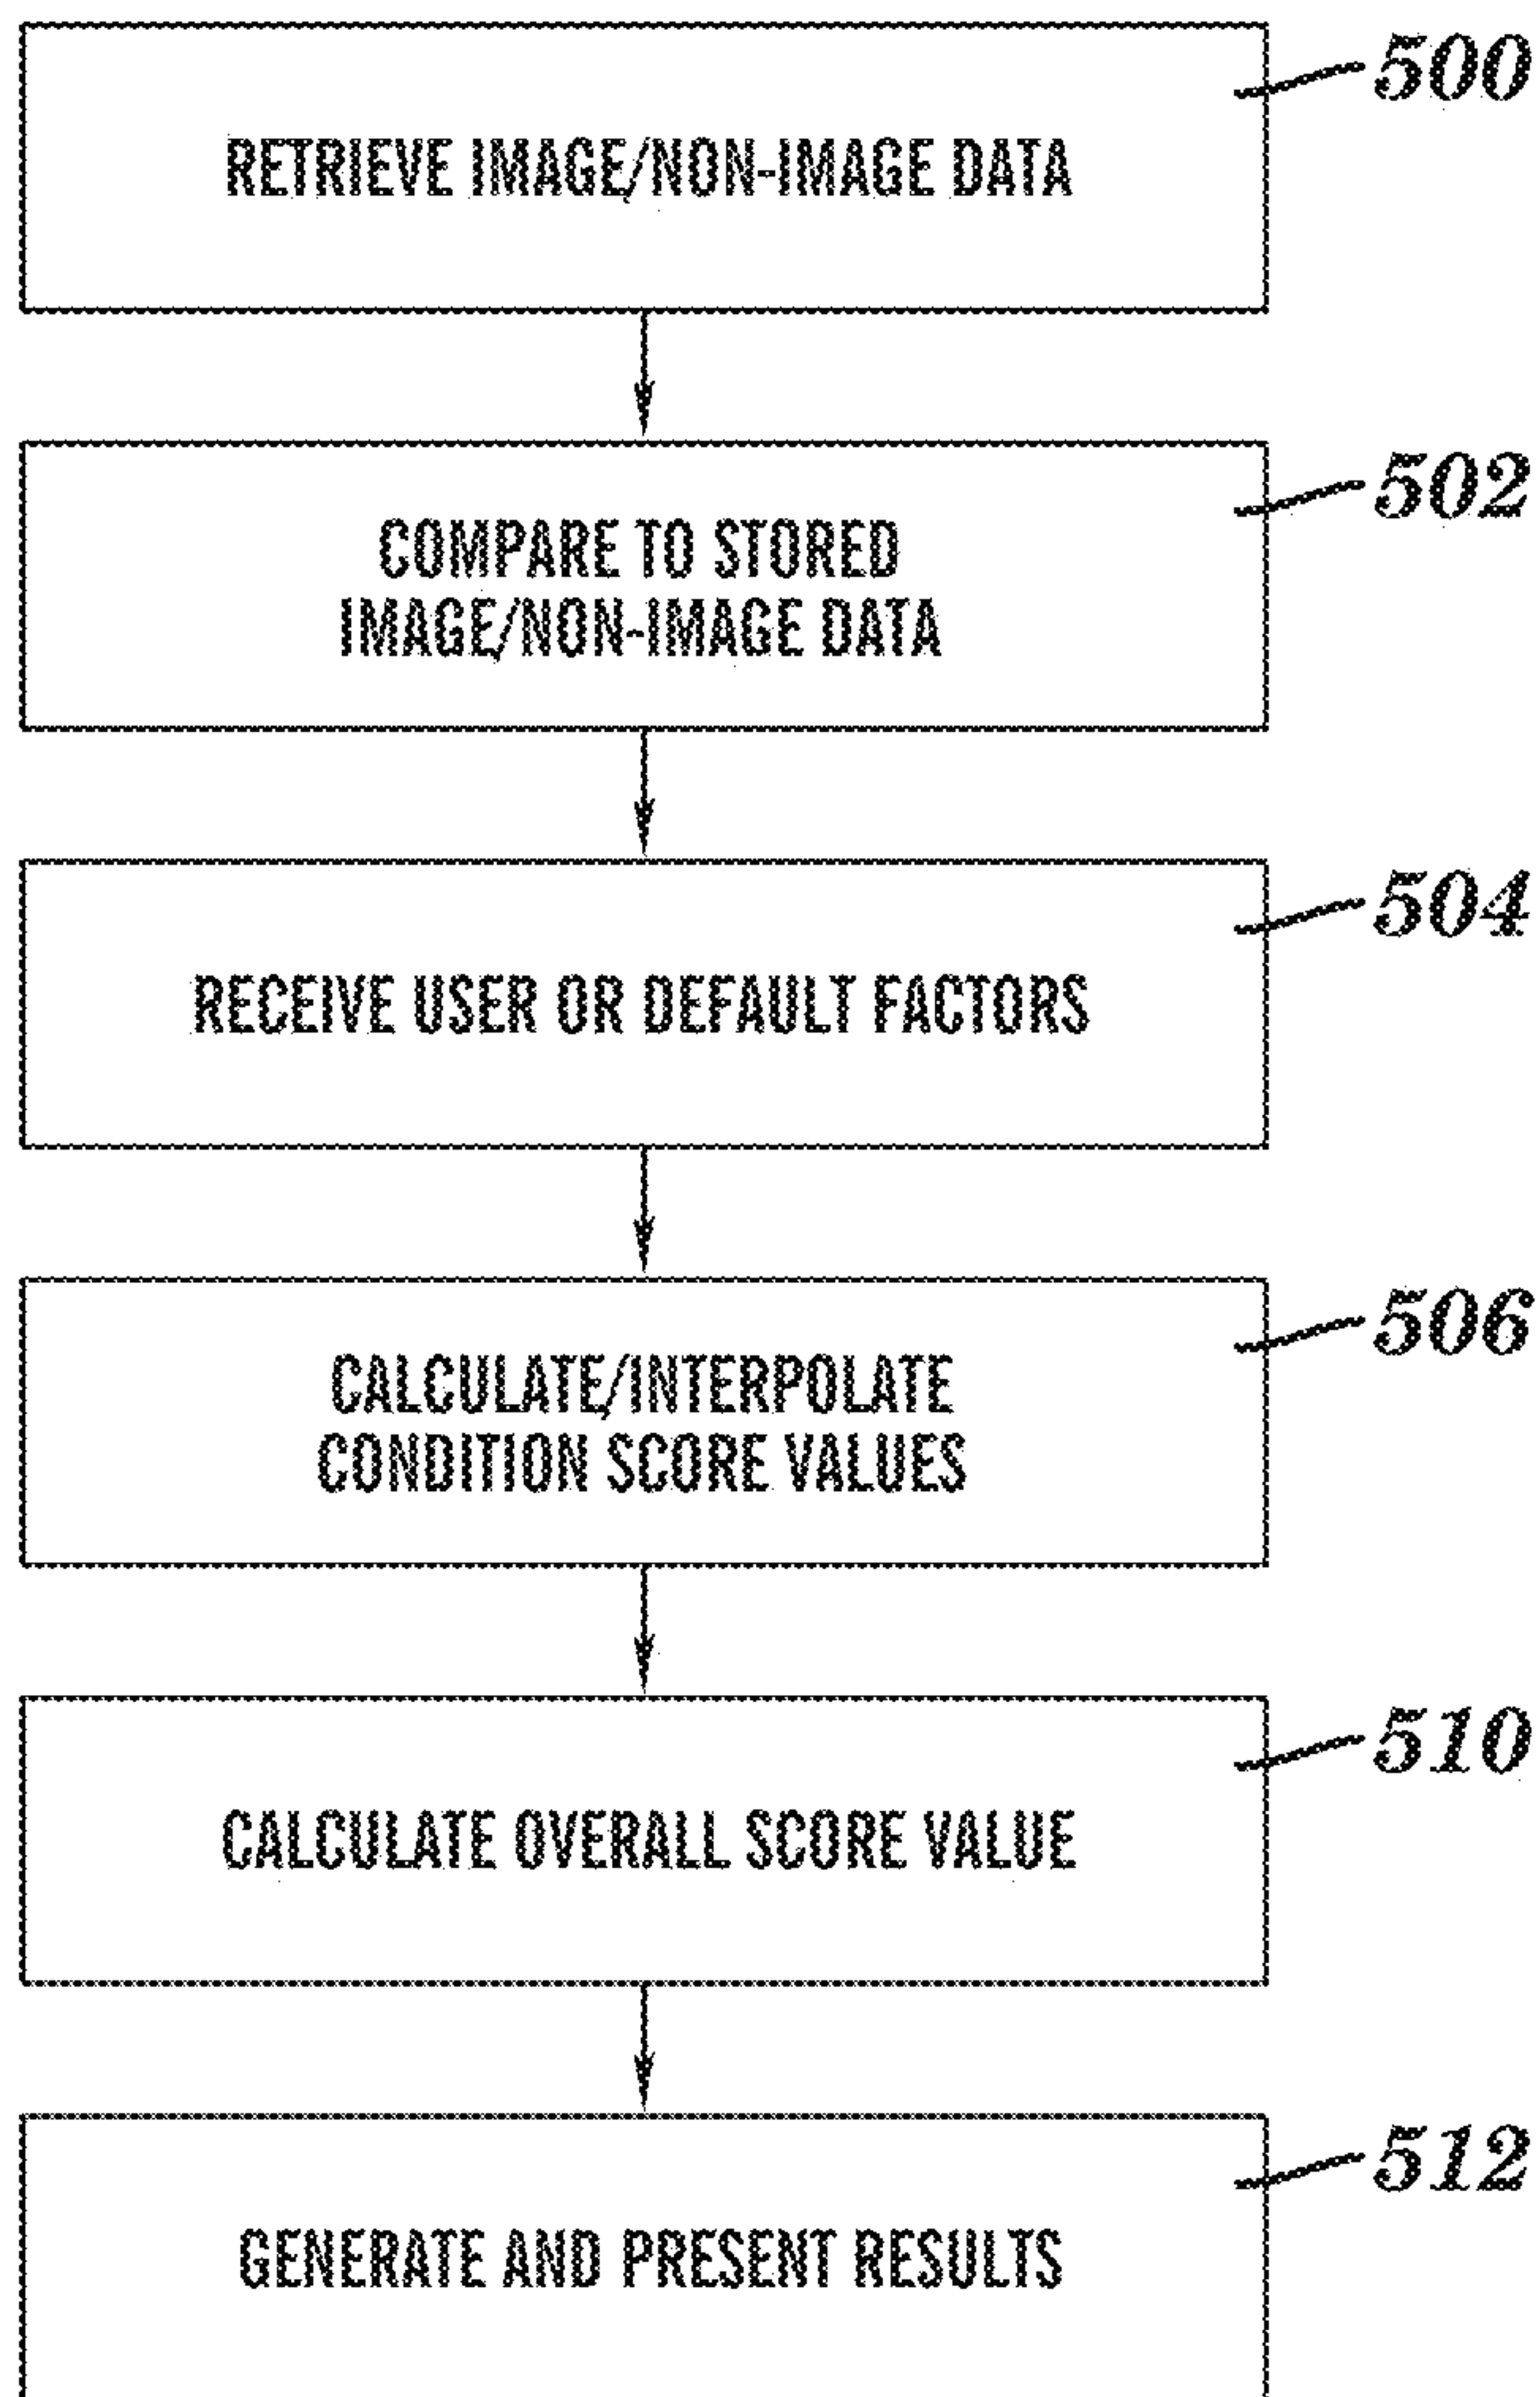 500
RETRIEVE IMAGE/NON-IMAGE DATA
502
COMPARE TO STORED
IMAGE/NON-IMAGE DATA
504
RECEIVE USER OR DEFAULT FACTORS
506
CALCULATE/INTERPOLATE
CONDITION SCORE VALUES
510
CALCULATE OVERALL SCORE VALUE
512
GENERATE AND PRESENT RESULTS